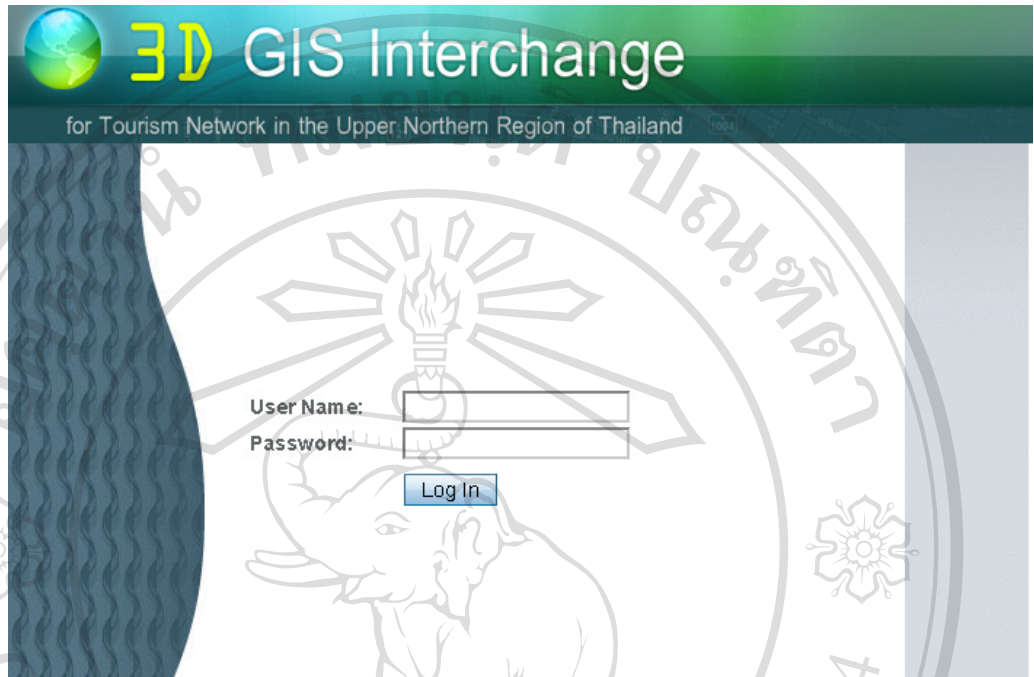 3D GIS Interchange
for Tourism Network in the Upper Northern Region of Thailand
User Name:
Password:
Log In